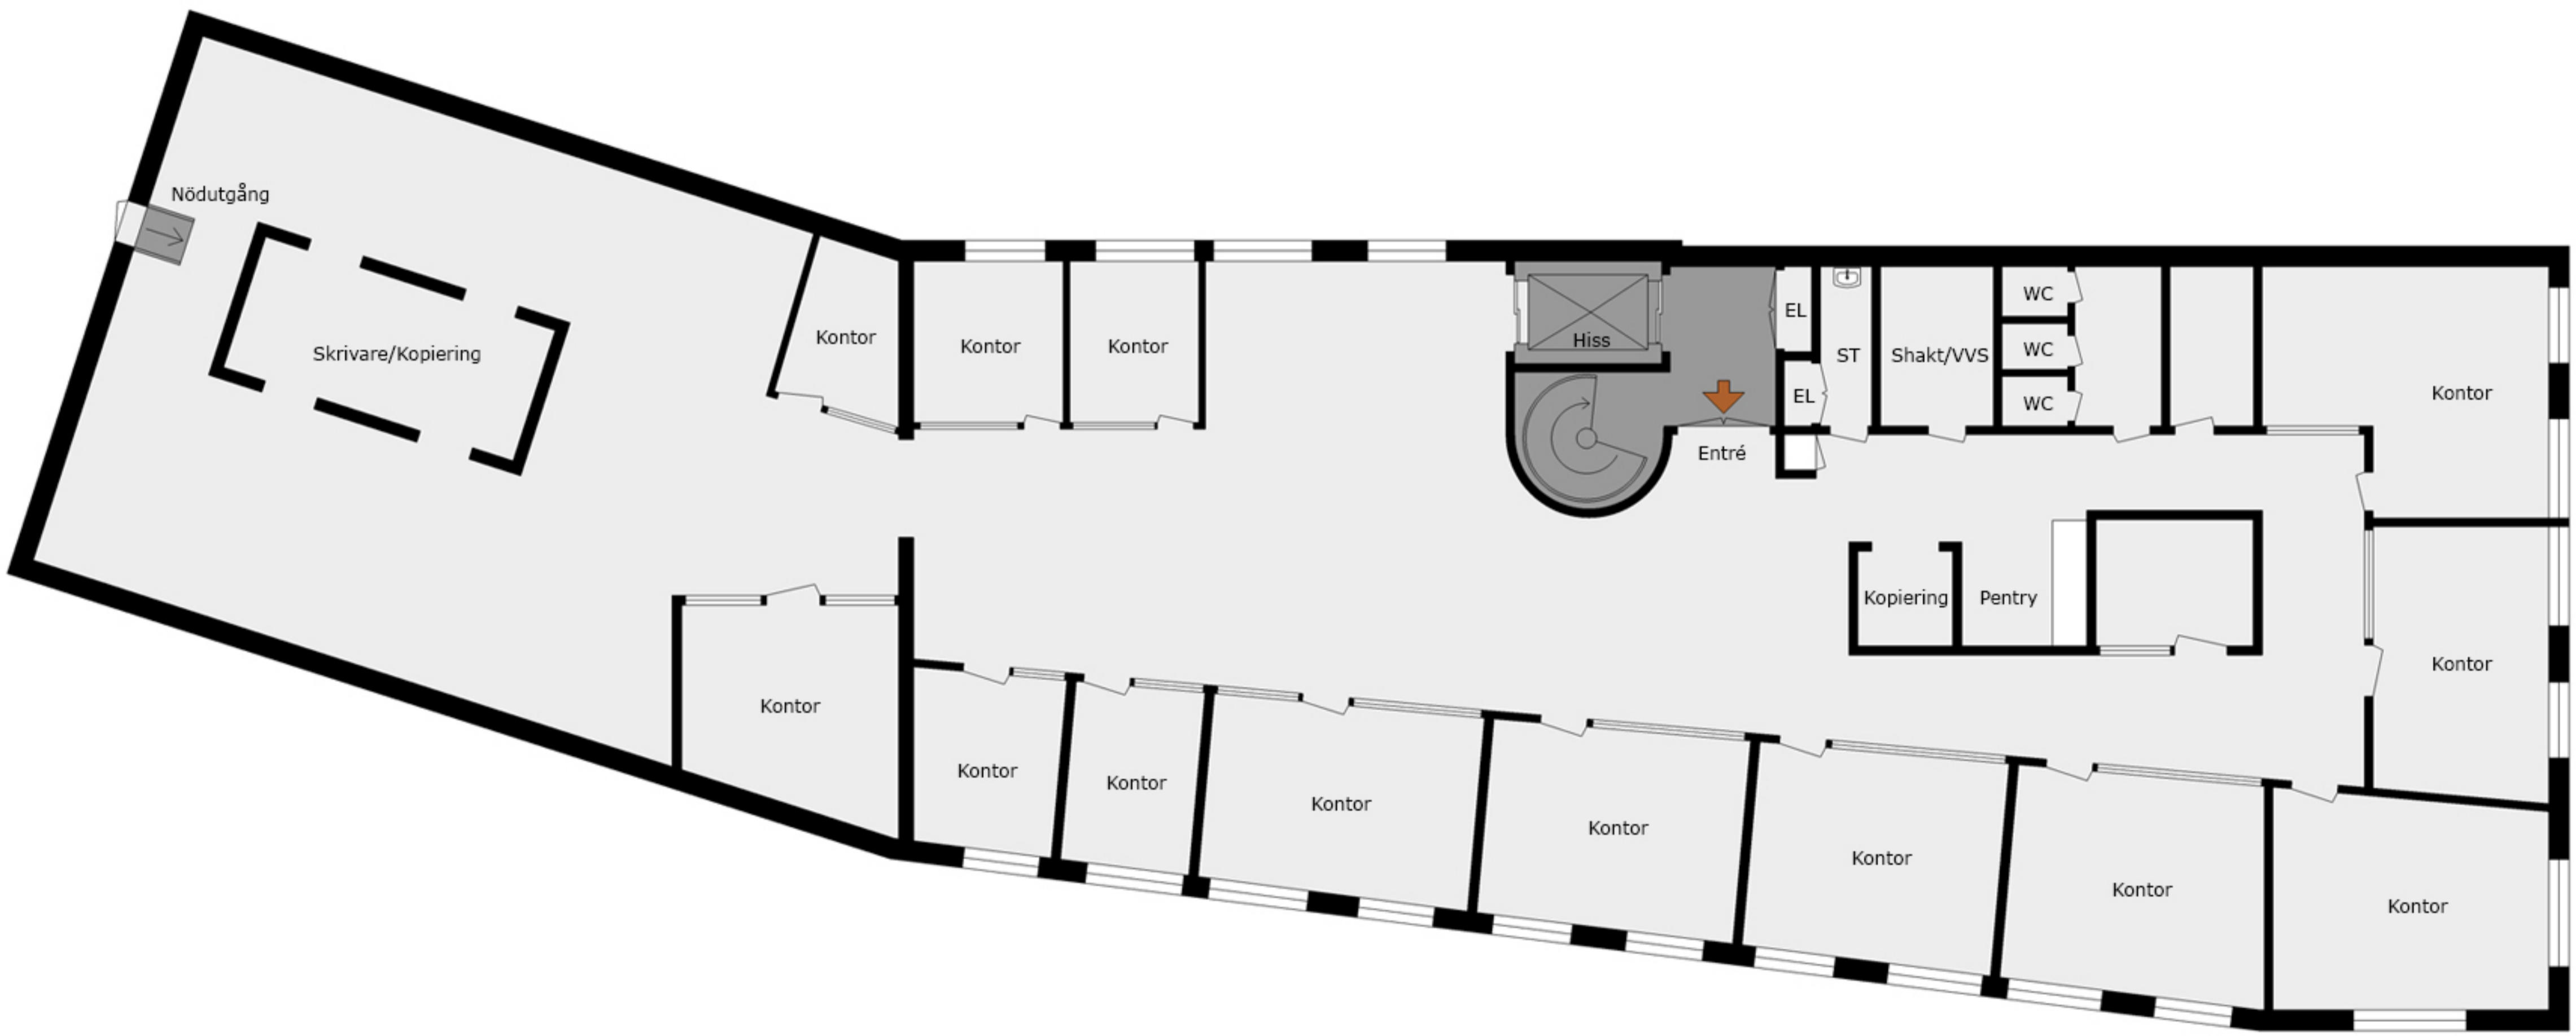 Nödutgång
Skrivare/Kopiering
Kontor
Kontor
Kontor
Hiss
Entré
EL
EL
ST
Shakt/VVS
WC
WC
WC
Kontor
Kopiering
Pentry
Kontor
Kontor
Kontor
Kontor
Kontor
Kontor
Kontor
Kontor
Kontor